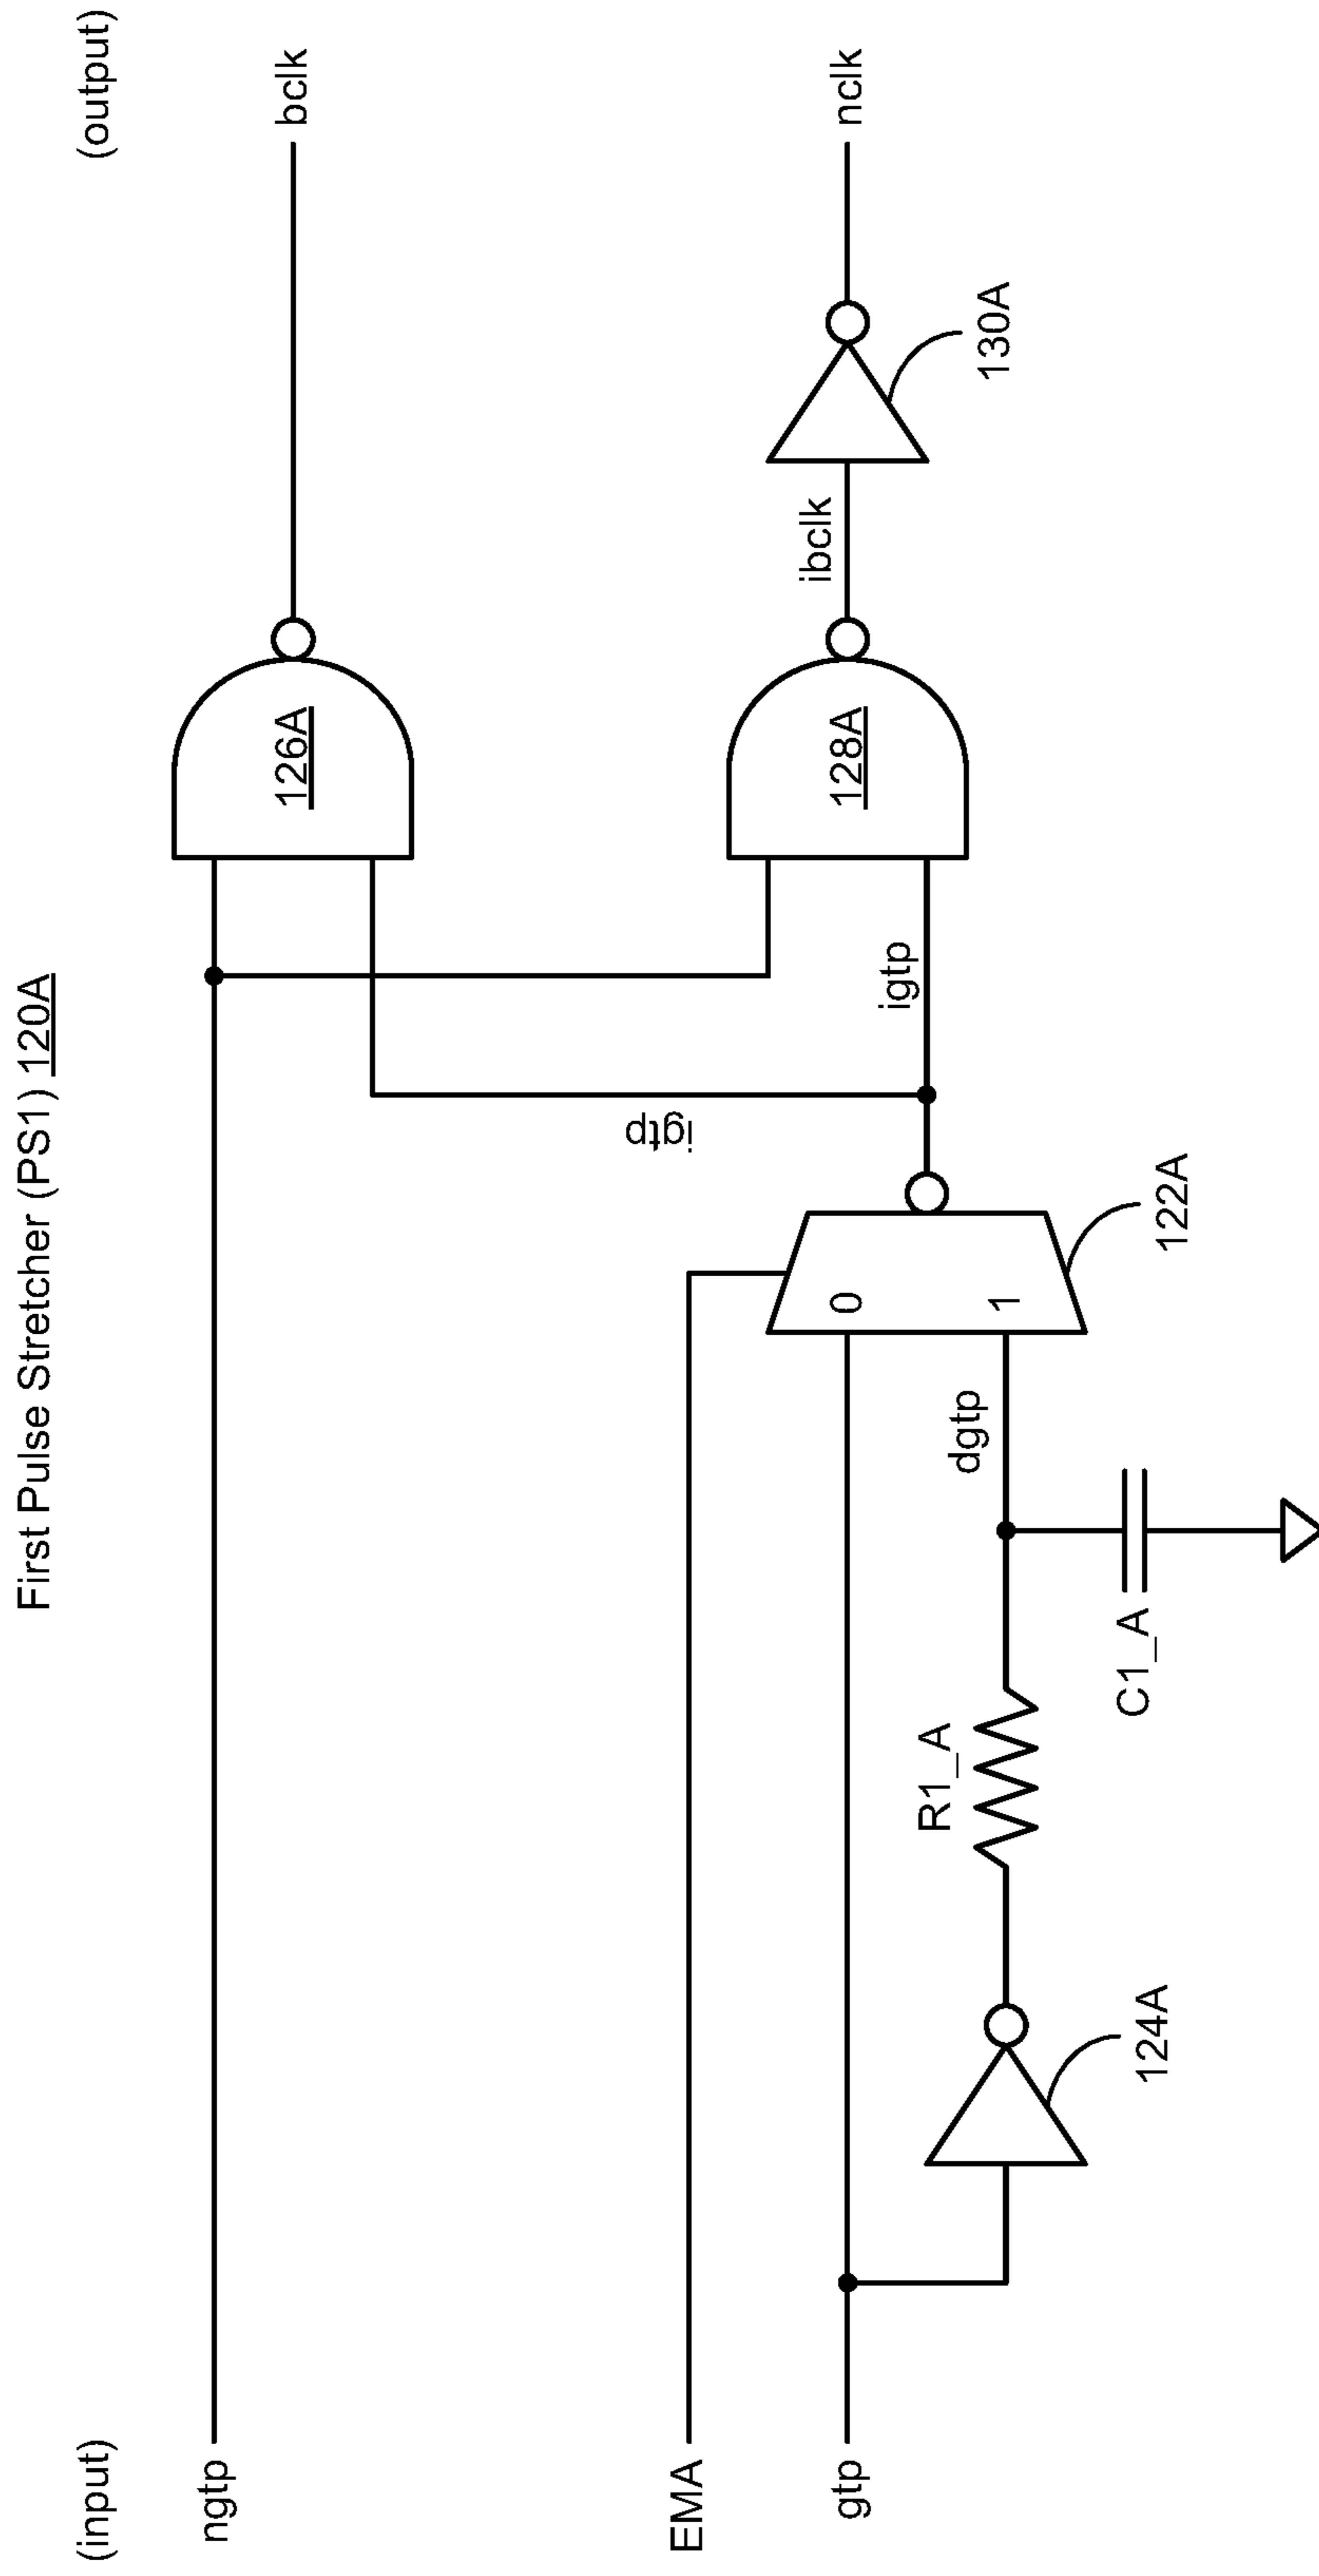 First Pulse Stretcher (PS1) 120A
(input)
(output)
ngtp
126A
bclk
igtp
EMA
gtp
0
1
122A
igtp
128A
ibclk
130A
nclk
124A
R1_A
dgtp
C1_A